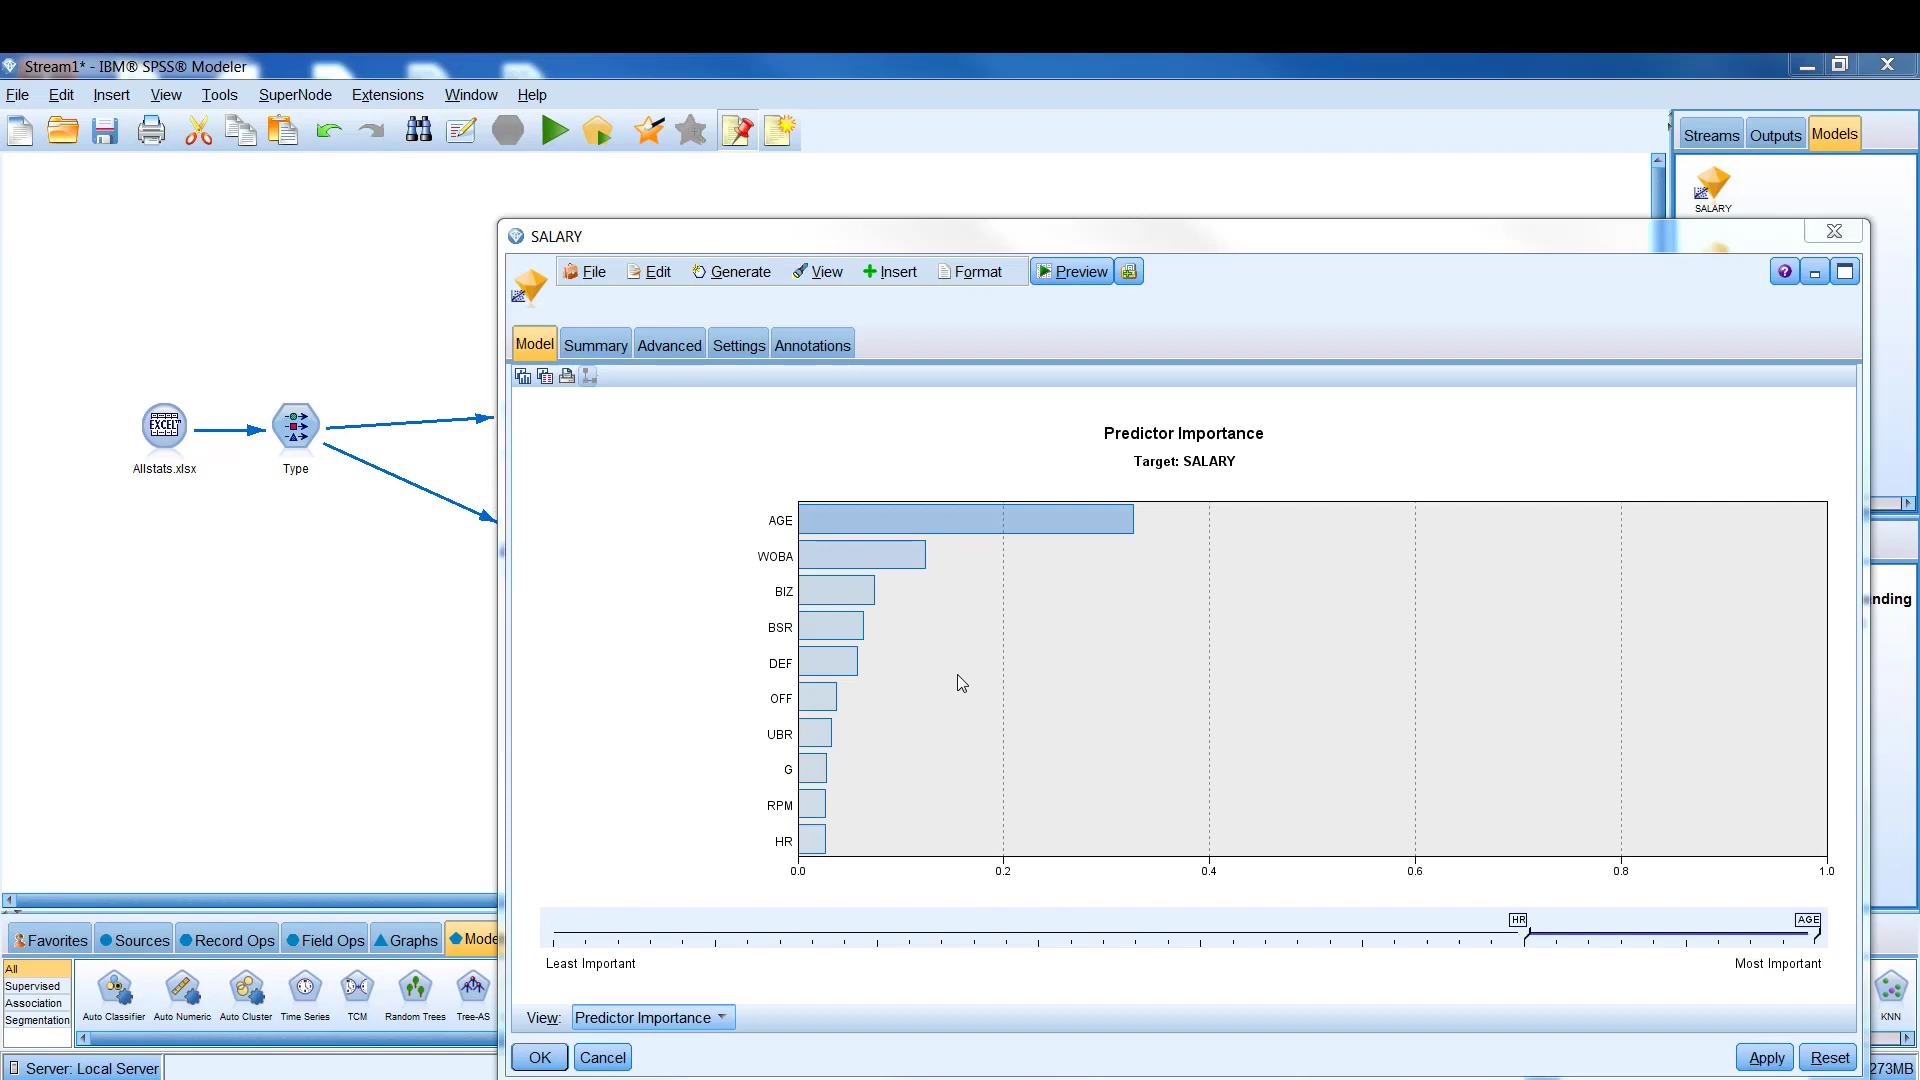 Stream1* - IBM® SPSS® Modeler
File Edit Insert View Tools SuperNode Extensions Window Help
Streams Outputs Models
SALARY
SALARY
File Edit Generate View Insert Format Preview
Model Summary Advanced Settings Annotations
EXCEL
Allstats.xlsx
Type
Predictor Importance
Target: SALARY
AGE
WOBA
BIZ
BSR
DEF
OFF
UBR
G
RPM
HR
0.0 0.2 0.4 0.6 0.8 1.0
HR AGE
Least Important Most Important
nding
View: Predictor Importance
OK Cancel Apply Reset
Favorites Sources Record Ops Field Ops Graphs Mode
All
Supervised
Association
Segmentation
Auto Classifier Auto Numeric Auto Cluster Time Series TCM Random Trees Tree-AS KNN
Server: Local Server
273MB